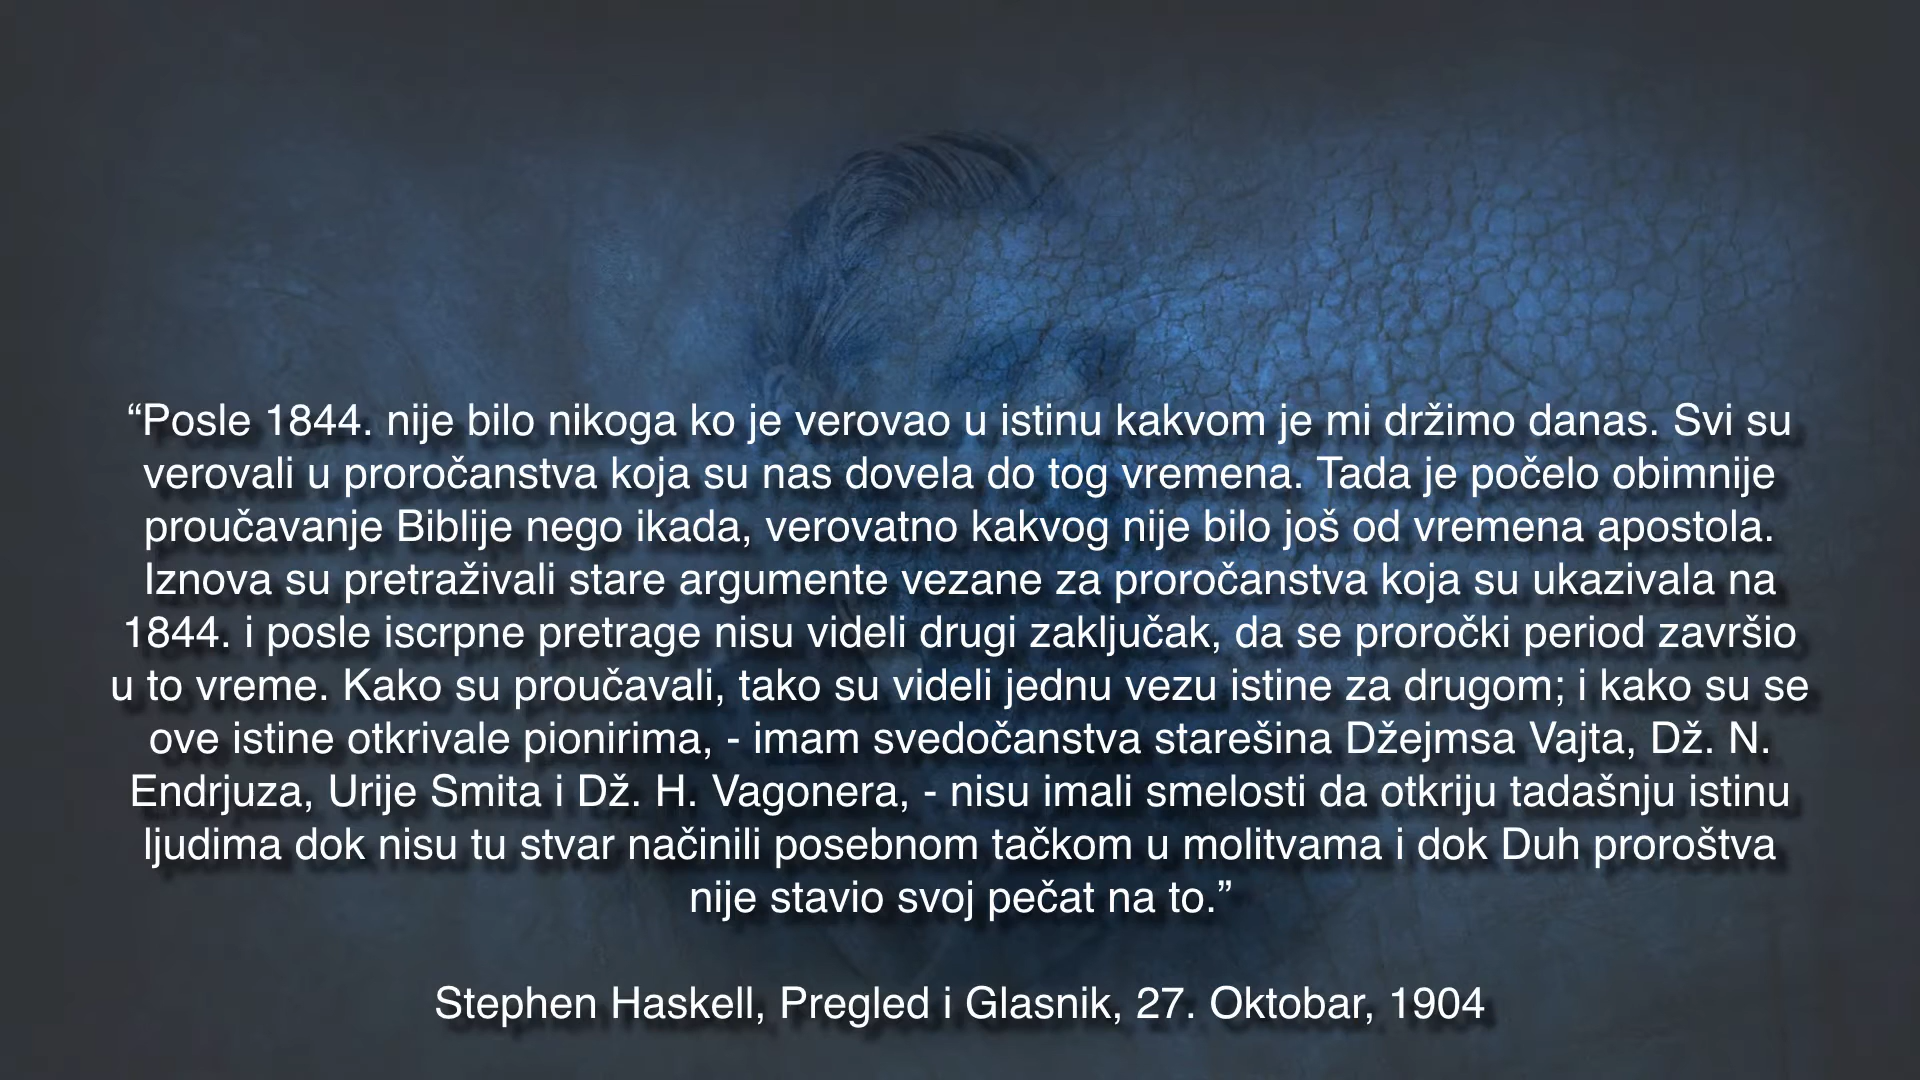 “Posle 1844. nije bilo nikoga ko je verovao u istinu kakvom je mi držimo danas. Svi su
verovali u proročanstva koja su nas dovela do tog vremena. Tada je počelo obimnije
proučavanje Biblije nego ikada, verovatno kakvog nije bilo još od vremena apostola.
Iznova su pretraživali stare argumente vezane za proročanstva koja su ukazivala na
1844. i posle iscrpne pretrage nisu videli drugi zaključak, da se proročki period završio
u to vreme. Kako su proučavali, tako su videli jednu vezu istine za drugom; i kako su se
ove istine otkrivale pionirima, - imam svedočanstva starešina Džejmsa Vajta, Dž. N.
Endrjuza, Urije Smita i Dž. H. Vagonera, - nisu imali smelosti da otkriju tadašnju istinu
ljudima dok nisu tu stvar načinili posebnom tačkom u molitvama i dok Duh proroštva
nije stavio svoj pečat na to.”
Stephen Haskell, Pregled i Glasnik, 27. Oktobar, 1904